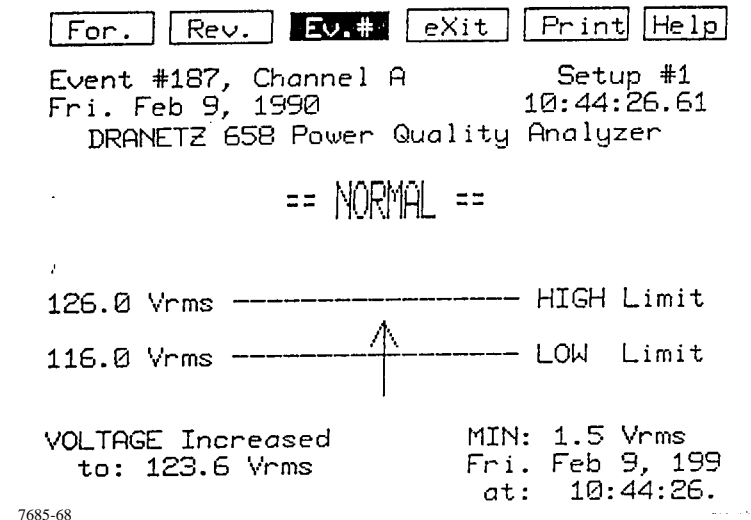 For. Rev. Ev.# eXit Print Help
Event #187, Channel A Setup #1
Fri. Feb 9, 1990 10:44:26.61
DRANETZ 658 Power Quality Analyzer
== NORMAL ==
126.0 Vrms ------------------ HIGH Limit
116.0 Vrms ------------------ LOW Limit
VOLTAGE Increased MIN: 1.5 Vrms
to: 123.6 Vrms Fri. Feb 9, 199
at: 10:44:26.
7685-68